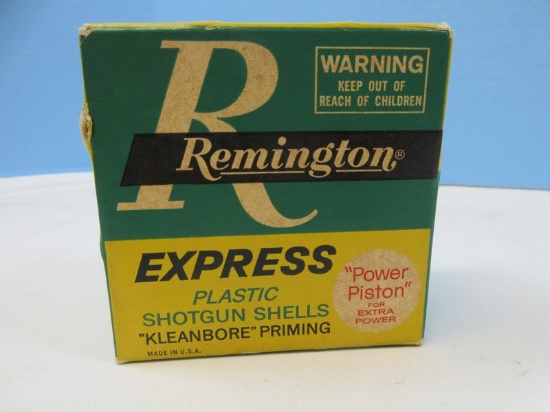 R
WARNING
KEEP OUT OF
REACH OF CHILDREN
Remington®
EXPRESS
PLASTIC
SHOTGUN SHELLS
"KLEANBORE" PRIMING
MADE IN U.S.A.
"Power
Piston"
FOR
EXTRA
POWER